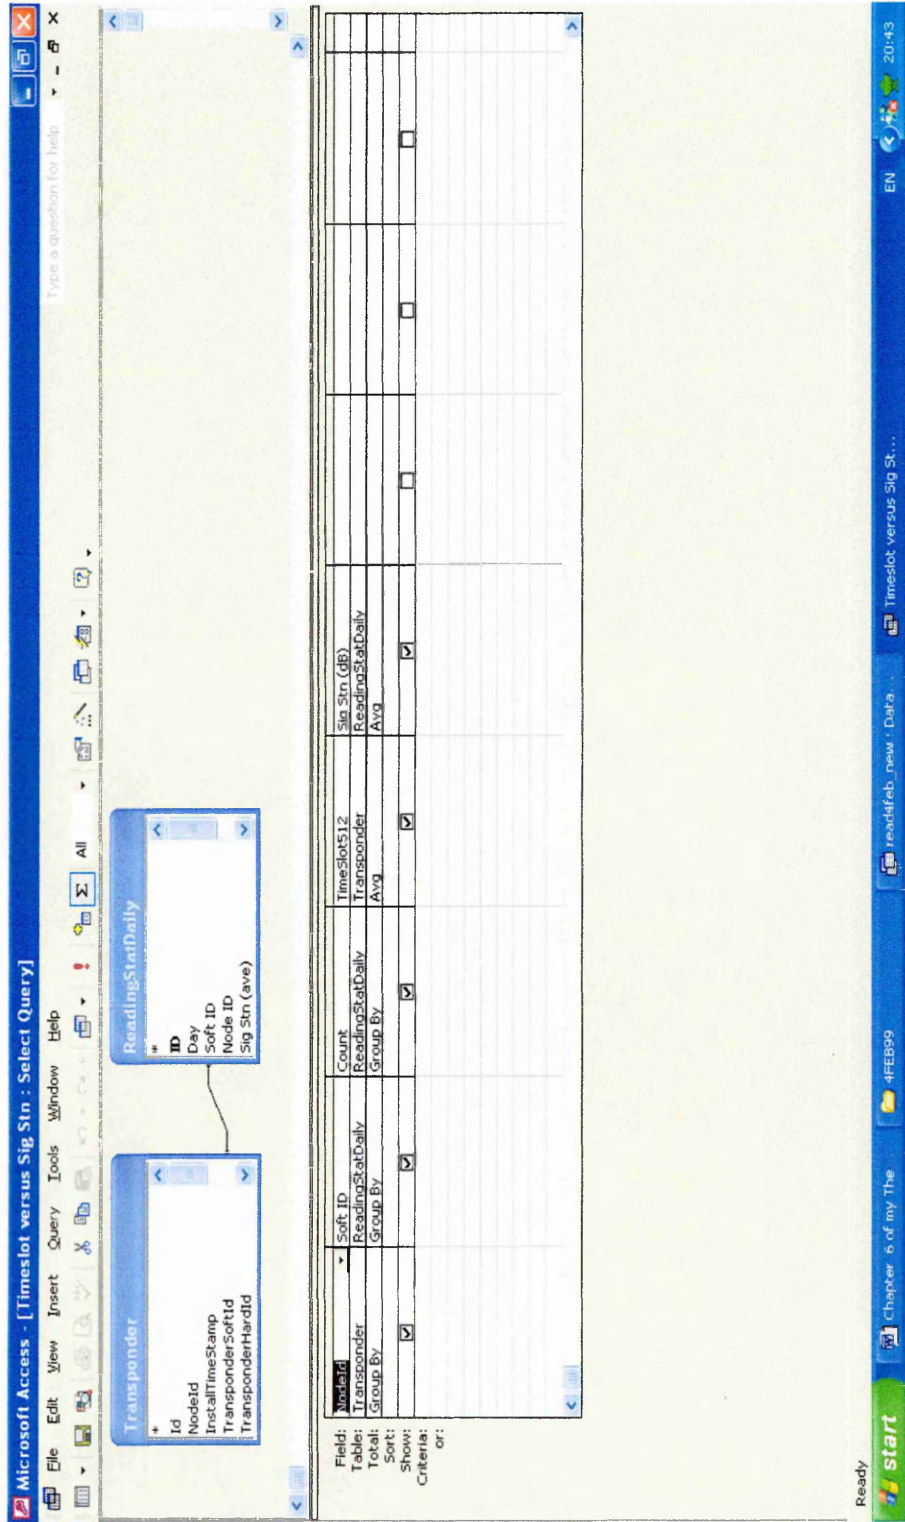 Microsoft Access - [Timeslot versus Sig Stn : Select Query]
File Edit View Insert Query Tools Window Help
Type a question for help
Σ All
Transponder
*
Id
NodeId
InstallTimeStamp
TransponderSoftId
TransponderHardId
ReadingStatDaily
*
ID
Day
Soft ID
Node ID
Sig Stn (ave)
Field: NodeId Soft ID Count TimeSlot512 Sig Stn (dB)
Table: Transponder ReadingStatDaily ReadingStatDaily Transponder ReadingStatDaily
Total: Group By Group By Group By Avg Avg
Sort:
Show:
Criteria:
or:
Ready
start Chapter 6 of my The 4FEB99 read4feb_new : Data... Timeslot versus Sig St... EN 20:43